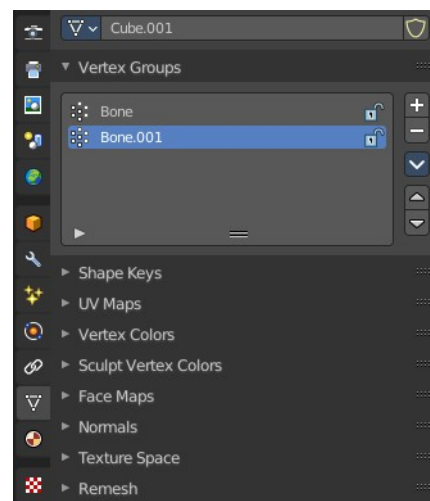 Cube.001
Vertex Groups
Bone
Bone.001
Shape Keys
UV Maps
Vertex Colors
Sculpt Vertex Colors
Face Maps
Normals
Texture Space
Remesh